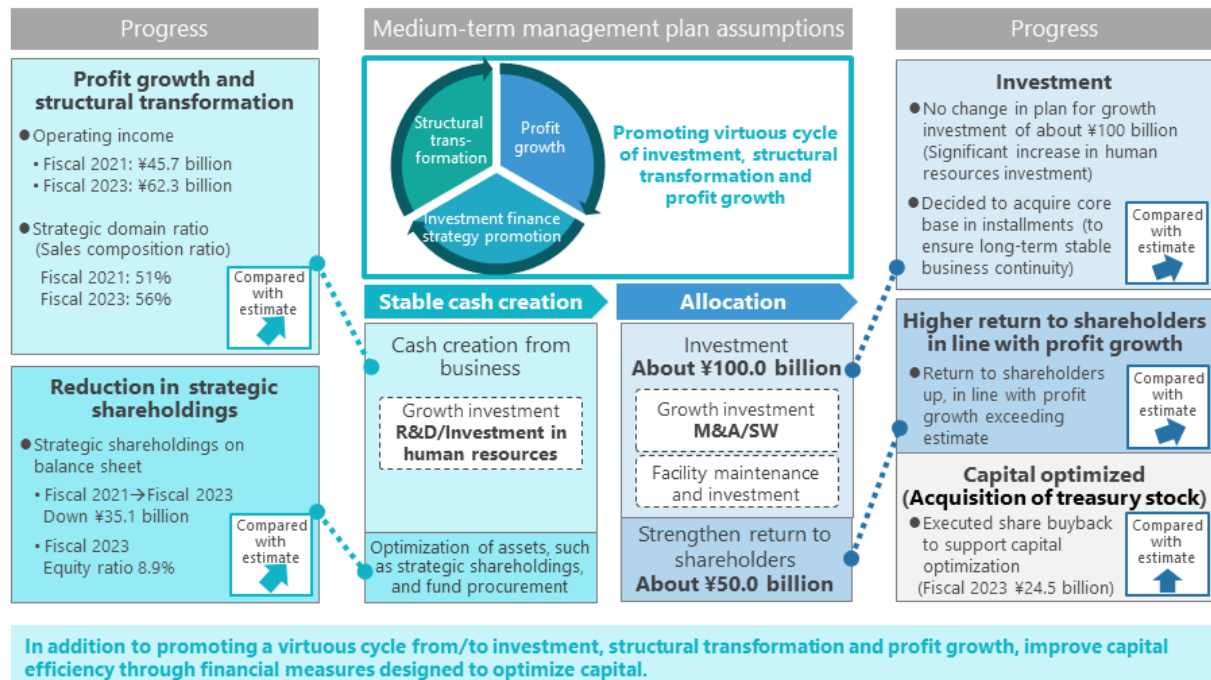 Progress
Profit growth and
structural transformation
●Operating income
• Fiscal 2021: ¥45.7 billion
• Fiscal 2023: ¥62.3 billion
●Strategic domain ratio
(Sales composition ratio)
Fiscal 2021: 51%
Fiscal 2023: 56%
Compared
with
estimate
Reduction in strategic
shareholdings
●Strategic shareholdings on
balance sheet
• Fiscal 2021→Fiscal 2023
Down ¥35.1 billion
• Fiscal 2023
Equity ratio 8.9%
Compared
with
estimate
Medium-term management plan assumptions
Structural
trans-
formation
Profit
growth
Investment finance
strategy promotion
Promoting virtuous cycle
of investment, structural
transformation and
profit growth
Stable cash creation
Cash creation from
business
Growth investment
R&D/Investment in
human resources
Optimization of assets, such
as strategic shareholdings,
and fund procurement
Allocation
Investment
About ¥100.0 billion
Growth investment
M&A/SW
Facility maintenance
and investment
Strengthen return to
shareholders
About ¥50.0 billion
Progress
Investment
●No change in plan for growth
investment of about ¥100 billion
(Significant increase in human
resources investment)
●Decided to acquire core
base in installments (to
ensure long-term stable
business continuity)
Compared
with
estimate
Higher return to shareholders
in line with profit growth
●Return to shareholders
up, in line with profit
growth exceeding
estimate
Compared
with
estimate
Capital optimized
(Acquisition of treasury stock)
●Executed share buyback
to support capital
optimization
(Fiscal 2023 ¥24.5 billion)
Compared
with
estimate
In addition to promoting a virtuous cycle from/to investment, structural transformation and profit growth, improve capital
efficiency through financial measures designed to optimize capital.